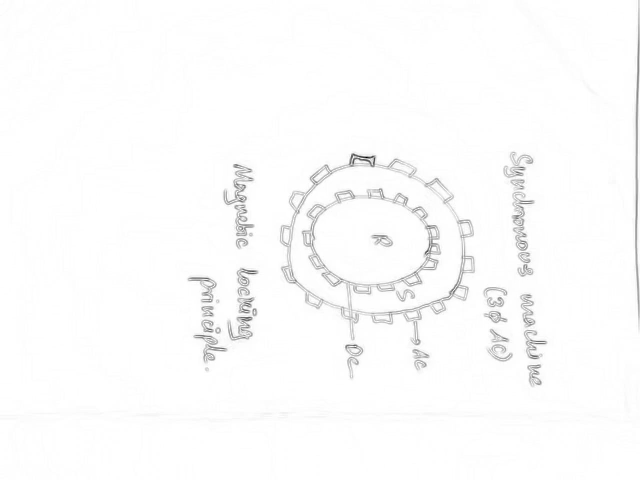 Synchronous machine
(3ϕ AC)
R
S
AC
DC
Magnetic locking
principle.